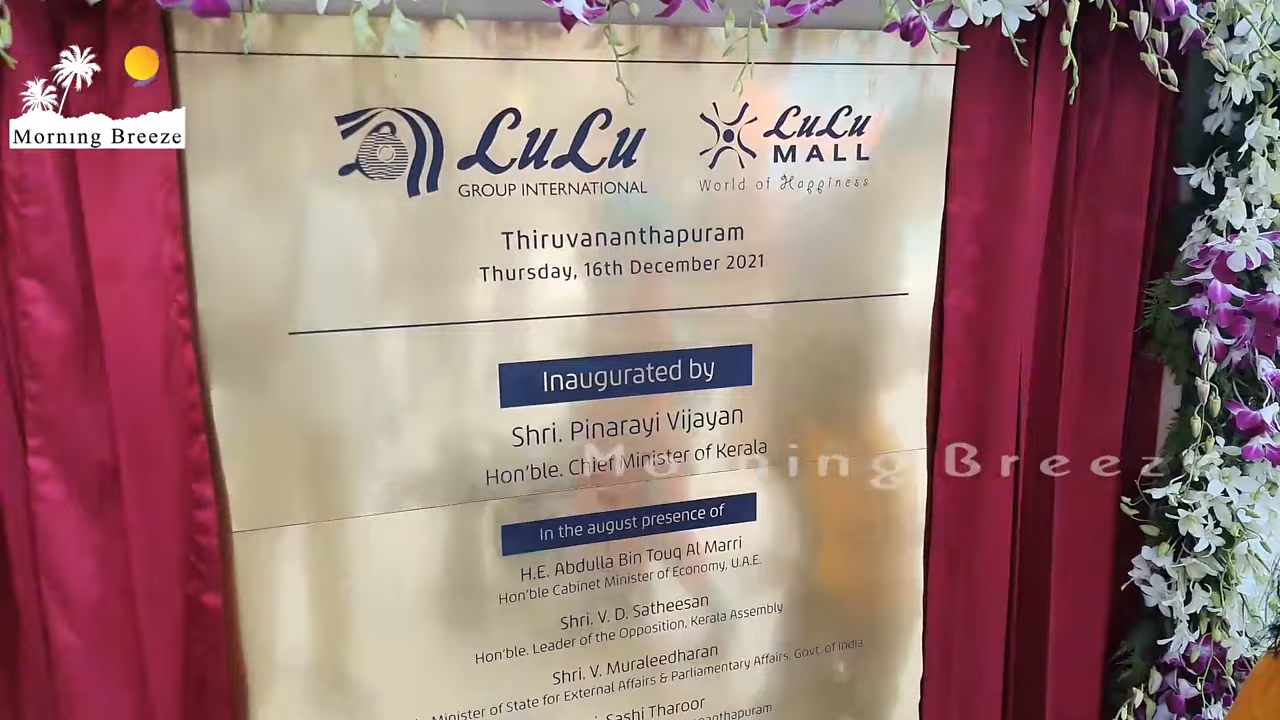 Morning Breeze
LuLu
GROUP INTERNATIONAL
LuLu
MALL
World of Happiness
Thiruvananthapuram
Thursday, 16th December 2021
Inaugurated by
Shri. Pinarayi Vijayan
Hon'ble. Chief Minister of Kerala
Morning Breez
In the august presence of
H.E. Abdulla Bin Touq Al Marri
Hon'ble Cabinet Minister of Economy, U.A.E.
Shri. V. D. Satheesan
Hon'ble. Leader of the Opposition, Kerala Assembly
Shri. V. Muraleedharan
Minister of State for External Affairs & Parliamentary Affairs, Govt. of India
Sashi Tharoor